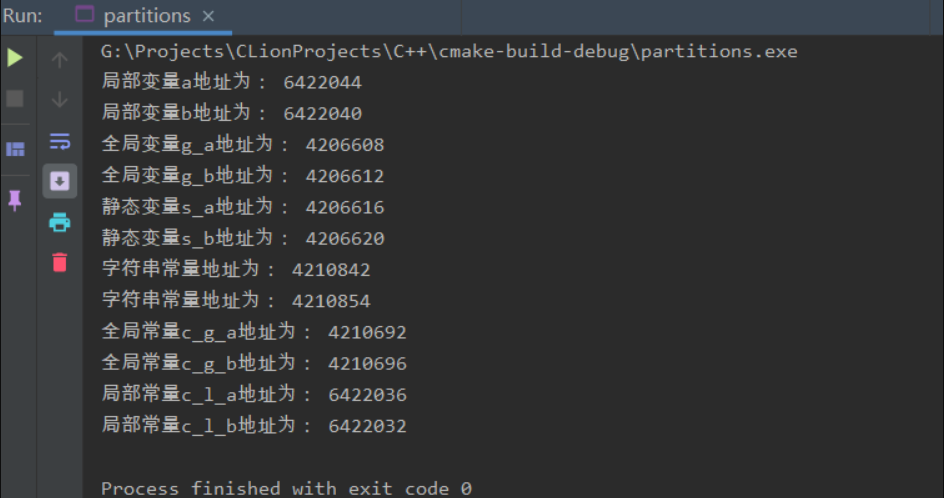 Run: partitions ×
G:\Projects\CLionProjects\C++\cmake-build-debug\partitions.exe
局部变量a地址为： 6422044
局部变量b地址为： 6422040
全局变量g_a地址为： 4206608
全局变量g_b地址为： 4206612
静态变量s_a地址为： 4206616
静态变量s_b地址为： 4206620
字符串常量地址为： 4210842
字符串常量地址为： 4210854
全局常量c_g_a地址为： 4210692
全局常量c_g_b地址为： 4210696
局部常量c_l_a地址为： 6422036
局部常量c_l_b地址为： 6422032
Process finished with exit code 0